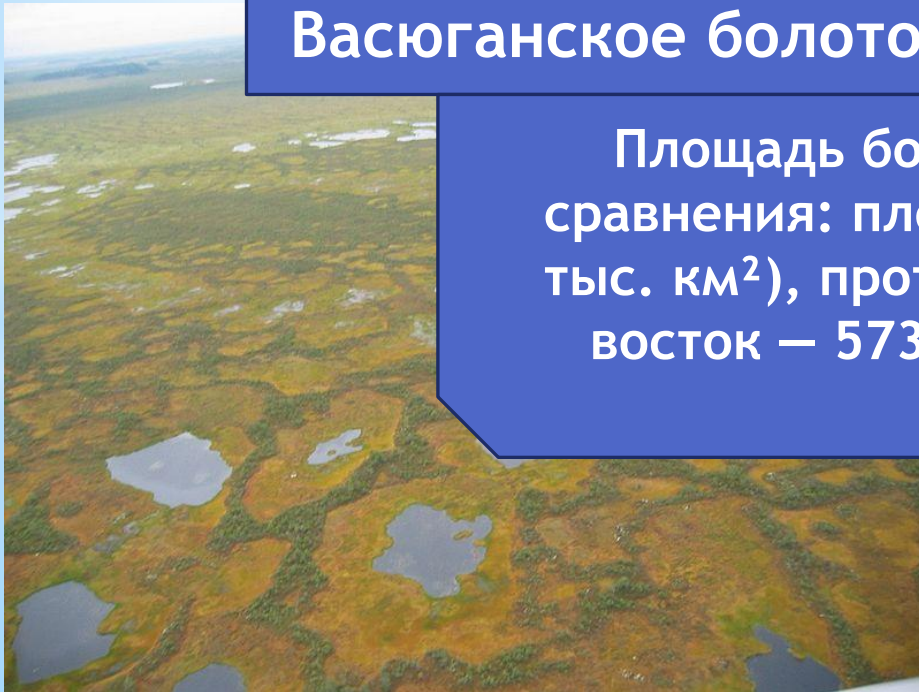 Васюганское болото
Площадь бо
сравнения: пло
тыс. км²), прот
восток — 573